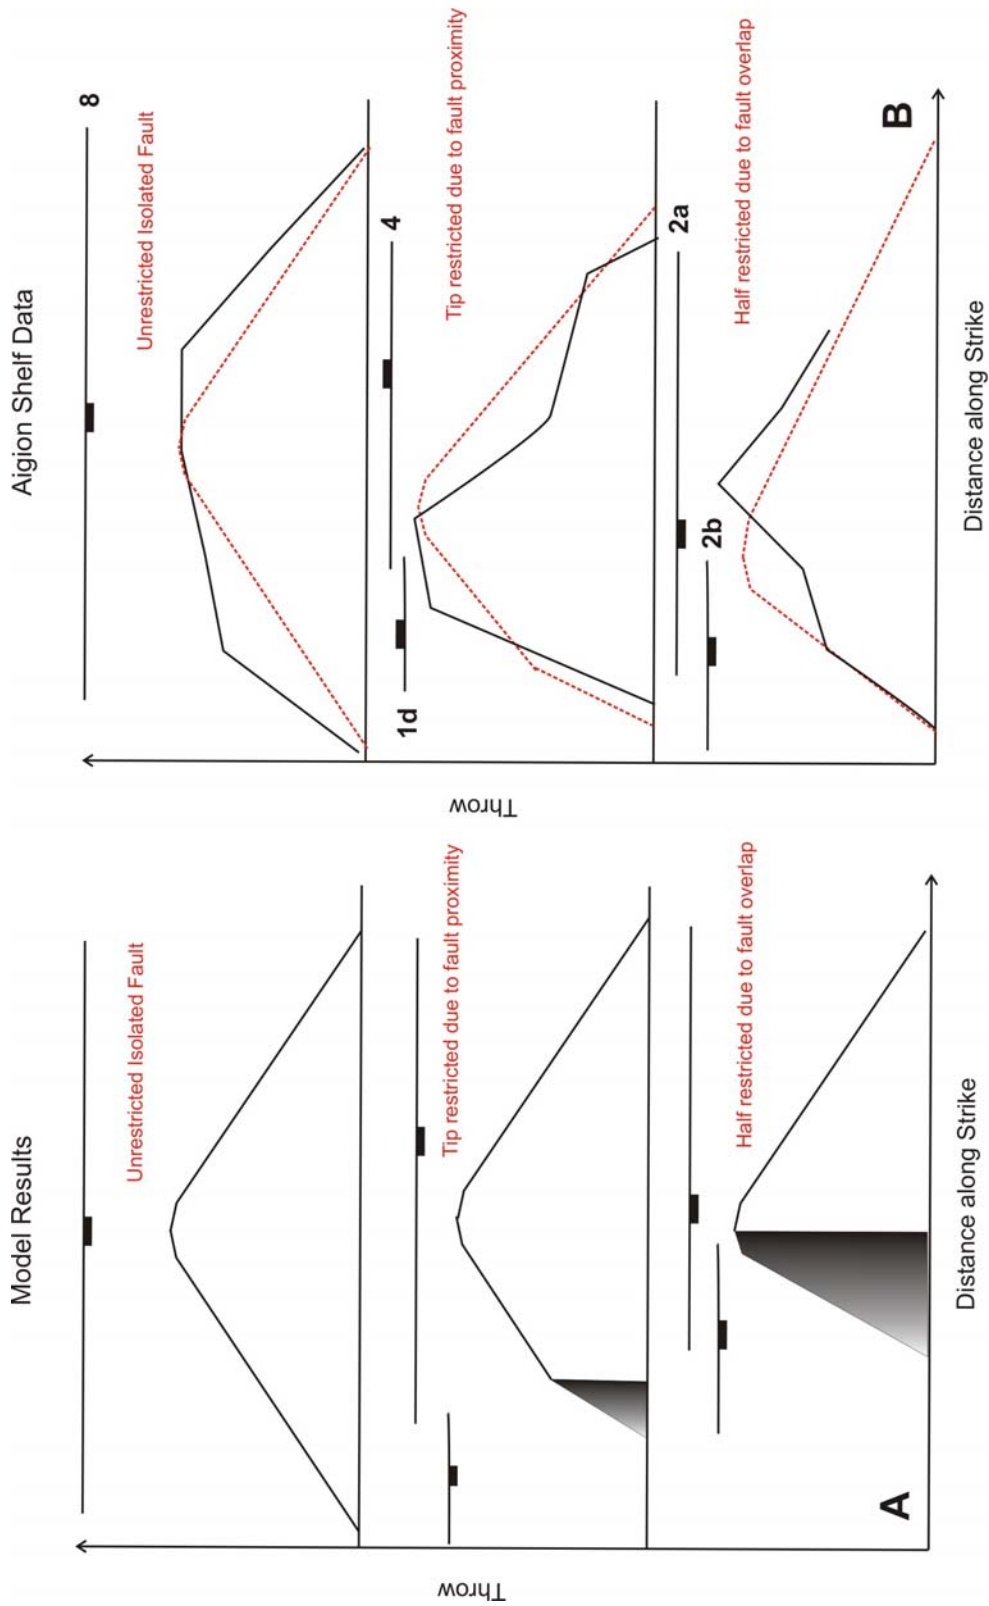 Model Results
Unrestricted Isolated Fault
Tip restricted due to fault proximity
Half restricted due to fault overlap
Throw
Distance along Strike
A
Aigion Shelf Data
8
Unrestricted Isolated Fault
1d
4
Tip restricted due to fault proximity
2b
2a
Half restricted due to fault overlap
Throw
Distance along Strike
B